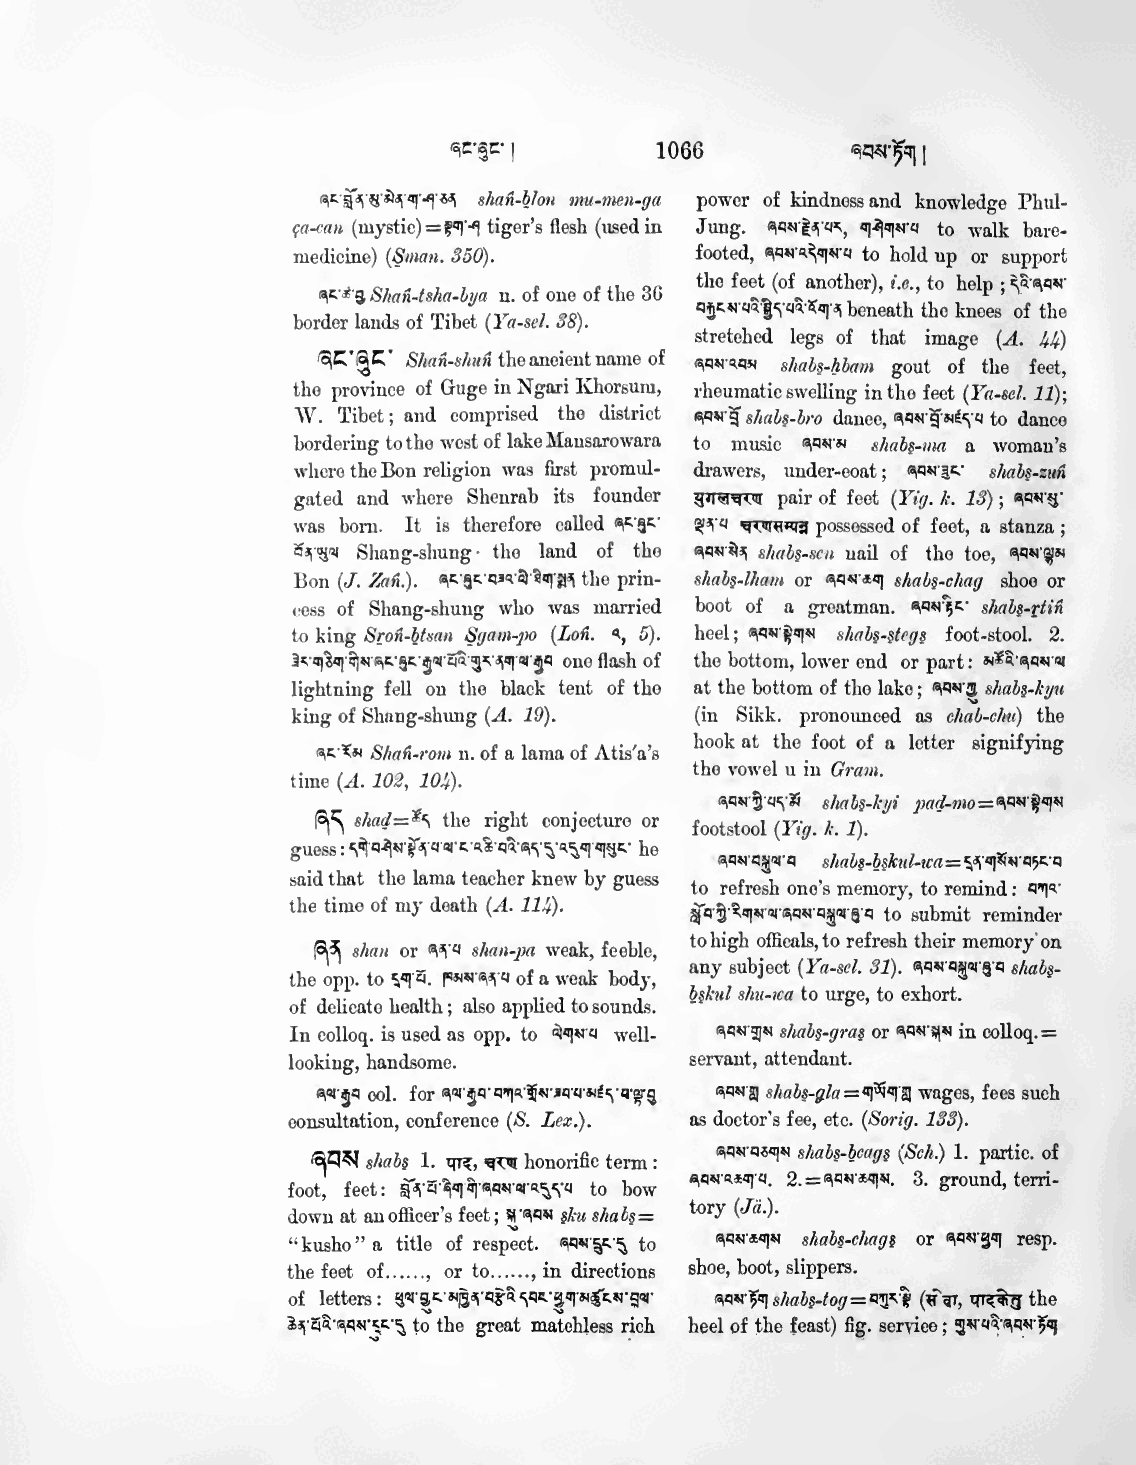 ཞང་ཞུང་ །
1066
ཞབས་ཏོག །
ཞང་བློན་མུ་མེན་ག་ཤ་ཅན shań-blon mu-men-ga
ça-can (mystic)=སྟག་ཤ tiger's flesh (used in
medicine) (Sman. 350).
ཞང་ཚ་བྱ Shań-tsha-bya n. of one of the 36
border lands of Tibet (Ya-sel. 38).
ཞང་ཞུང་ Shań-shuń the ancient name of
the province of Guge in Ngari Khorsum,
W. Tibet; and comprised the district
bordering to the west of lake Mansarowara
where the Bon religion was first promul-
gated and where Shenrab its founder
was born. It is therefore called ཞང་ཞུང་
བོན་ཡུལ Shang-shung the land of the
Bon (J. Zań.). ཞང་ཞུང་བཟའ་ལི་ཐིག་སྨན the prin-
cess of Shang-shung who was married
to king Sroń-btsan Sgam-po (Loń. འ, 5).
ཟེར་གཅིག་གིས་ཞང་ཞུང་རྒྱལ་པོའི་གུར་ནག་ལ་རྒྱབ one flash of
lightning fell on the black tent of the
king of Shang-shung (A. 19).
ཞང་རོམ Shań-rom n. of a lama of Atis'a's
time (A. 102, 104).
ཞད shad=ཚོད the right conjecture or
guess: དགེ་བཤེས་སྟོན་པ་ལ་ང་འཆི་བའི་ཞད་དུ་འདུག་གསུང་ he
said that the lama teacher knew by guess
the time of my death (A. 114).
ཞན shan or ཞན་པ shan-pa weak, feeble,
the opp. to དྲག་པོ. ཁམས་ཞན་པ of a weak body,
of delicate health; also applied to sounds.
In colloq. is used as opp. to ལེགས་པ well-
looking, handsome.
ཞལ་རྒྱབ col. for ཞལ་རྒྱབ་བཀའ་གྲོས་ཟབ་པ་མཛད་བ་ལྟ་བུ
consultation, conference (S. Lex.).
ཞབས shabs 1. पाद, चरण honorific term:
foot, feet: བློན་པོ་ཞིག་གི་ཞབས་ལ་འདུད་པ to bow
down at an officer's feet; སྐུ་ཞབས sku shabs=
“kusho” a title of respect. ཞབས་དྲུང་དུ to
the feet of......, or to......, in directions
of letters: ཕུལ་བྱུང་མཁྱེན་བརྩེའི་དབང་ཕྱུག་མཚུངས་བྲལ་
ཆེན་པོའི་ཞབས་དྲུང་དུ to the great matchless rich
power of kindness and knowledge Phul-
Jung. ཞབས་རྗེན་པར, གཤེགས་པ to walk bare-
footed, ཞབས་འདེགས་པ to hold up or support
the feet (of another), i.e., to help; དེའི་ཞབས་
བརྐྱངས་པའི་སྤྱིད་པའི་འོག་ན beneath the knees of the
stretched legs of that image (A. 44)
ཞབས་འབམ shabs-hbam gout of the feet,
rheumatic swelling in the feet (Ya-sel. 11);
ཞབས་བྲོ shabs-bro dance, ཞབས་བྲོ་མཛད་པ to dance
to music ཞབས་མ shabs-ma a woman's
drawers, under-coat; ཞབས་ཟུང་ shabs-zuń
युगलचरण pair of feet (Yig. k. 13); ཞབས་སུ་
ལྡན་པ चरणसम्पन्न possessed of feet, a stanza;
ཞབས་སེན shabs-sen nail of the toe, ཞབས་ལྷམ
shabs-lham or ཞབས་ཆག shabs-chag shoe or
boot of a greatman. ཞབས་རྟིང་ shabs-rtiń
heel; ཞབས་སྟེགས shabs-stegs foot-stool. 2.
the bottom, lower end or part: མཚོའི་ཞབས་ལ
at the bottom of the lake; ཞབས་ཀྱུ shabs-kyu
(in Sikk. pronounced as chab-chu) the
hook at the foot of a letter signifying
the vowel u in Gram.
ཞབས་ཀྱི་པད་མོ shabs-kyi pad-mo=ཞབས་སྟེགས
footstool (Yig. k. 1).
ཞབས་བསྐུལ་བ shabs-bskul-wa=དྲན་གསོས་བཏང་བ
to refresh one's memory, to remind: བཀའ་
སློབ་ཀྱི་རིགས་ལ་ཞབས་བསྐུལ་ཞུ་བ to submit reminder
to high officals, to refresh their memory on
any subject (Ya-sel. 31). ཞབས་བསྐུལ་ཞུ་བ shabs-
bskul shu-wa to urge, to exhort.
ཞབས་གྲས shabs-gras or ཞབས་སྐས in colloq.=
servant, attendant.
ཞབས་གླ shabs-gla=གཡོག་གླ wages, fees such
as doctor's fee, etc. (Sorig. 133).
ཞབས་བཅགས shabs-bcags (Sch.) 1. partic. of
ཞབས་འཆག་པ. 2.=ཞབས་ཆགས. 3. ground, terri-
tory (Jä.).
ཞབས་ཆགས shabs-chags or ཞབས་ཕྱག resp.
shoe, boot, slippers.
ཞབས་ཏོག shabs-tog=བཀུར་སྟི (सेवा, पादकेतु the
heel of the feast) fig. service; གུས་པའི་ཞབས་ཏོག